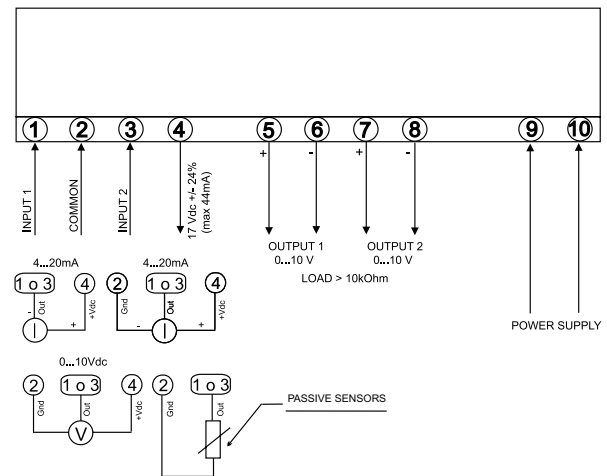 1 2 3 4 5 6 7 8 9 10
+ - + -
INPUT 1
COMMON
INPUT 2
17 Vdc +/- 24%
(max 44mA)
OUTPUT 1
0...10 V
OUTPUT 2
0...10 V
LOAD > 10kOhm
POWER SUPPLY
4...20mA
1 o 3 4
Out
+Vdc
- I +
4...20mA
2 1 o 3 4
Gnd
Out
+Vdc
- I +
0...10Vdc
2 1 o 3 4
Gnd
Out
+Vdc
V
2 1 o 3
Gnd
Out
PASSIVE SENSORS